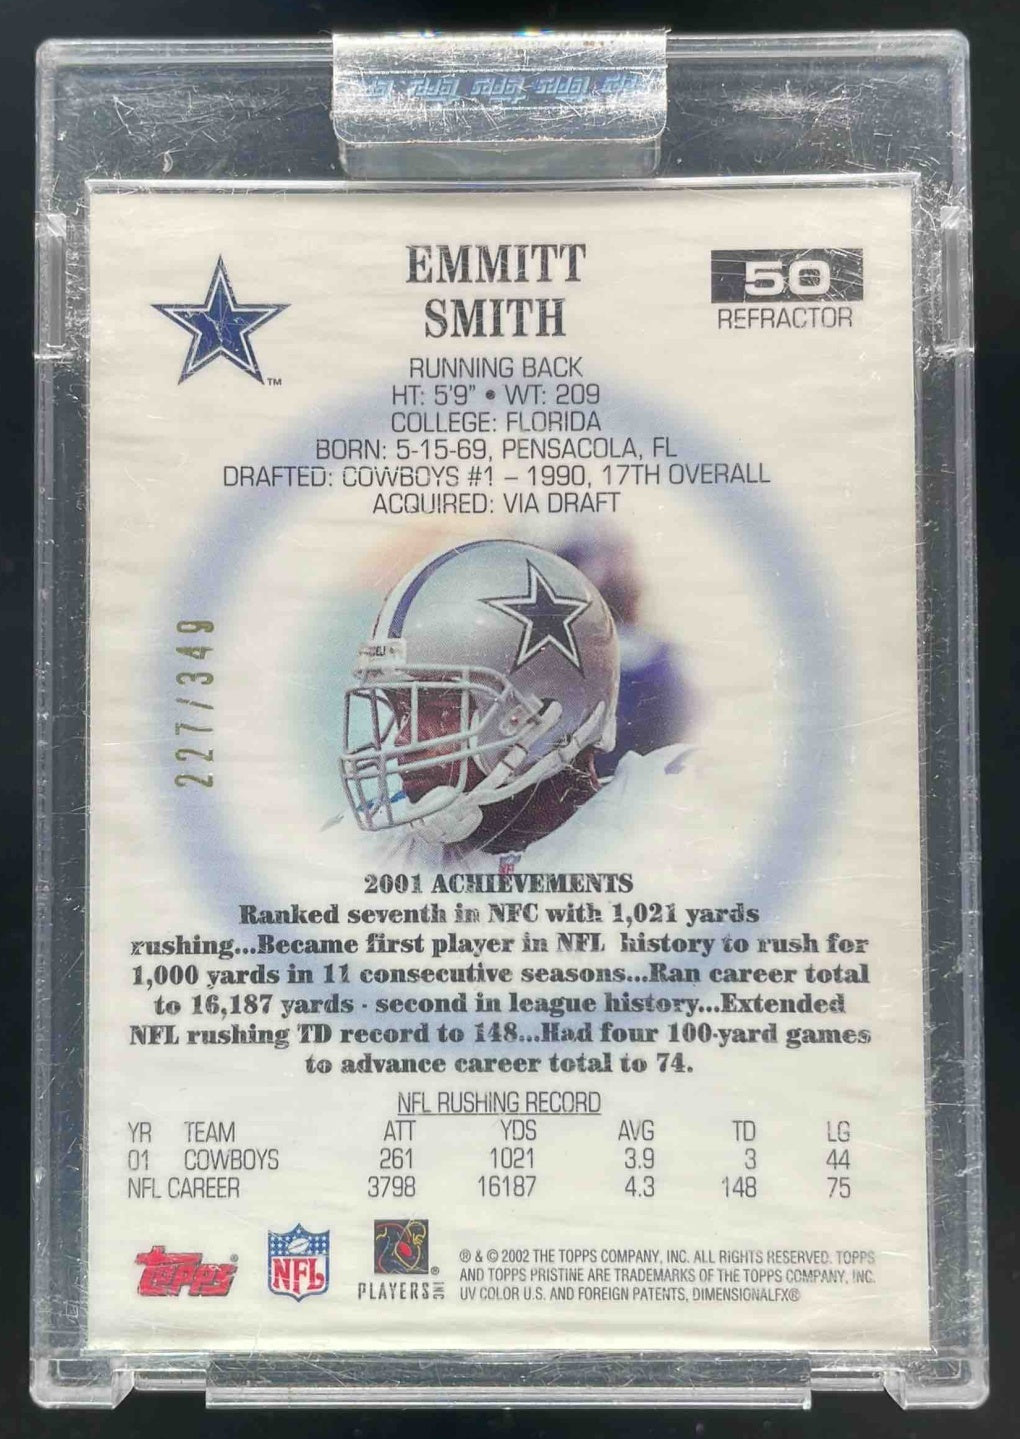 EMMITT
SMITH
50
REFRACTOR
RUNNING BACK
HT: 5'9" • WT: 209
COLLEGE: FLORIDA
BORN: 5-15-69, PENSACOLA, FL
DRAFTED: COWBOYS #1 – 1990, 17TH OVERALL
ACQUIRED: VIA DRAFT
TM
227/349
2001 ACHIEVEMENTS
Ranked seventh in NFC with 1,021 yards
rushing...Became first player in NFL history to rush for
1,000 yards in 11 consecutive seasons...Ran career total
to 16,187 yards - second in league history...Extended
NFL rushing TD record to 148...Had four 100-yard games
to advance career total to 74.
NFL RUSHING RECORD
YR TEAM ATT YDS AVG TD LG
01 COWBOYS 261 1021 3.9 3 44
NFL CAREER 3798 16187 4.3 148 75
Topps®
NFL
PLAYERS INC ®
® & © 2002 THE TOPPS COMPANY, INC. ALL RIGHTS RESERVED. TOPPS
AND TOPPS PRISTINE ARE TRADEMARKS OF THE TOPPS COMPANY, INC.
UV COLOR U.S. AND FOREIGN PATENTS, DIMENSIONALFX®